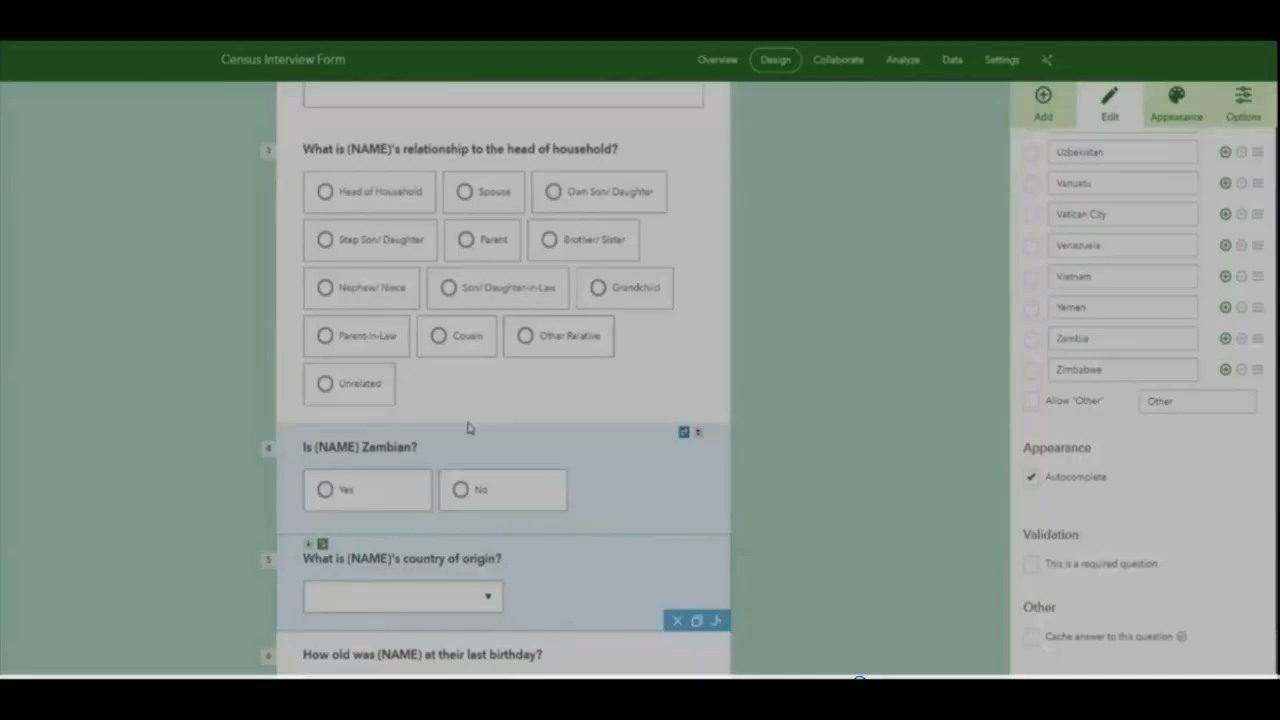 Census Interview Form
Overview Design Collaborate Analyze Data Settings
Add Edit Appearance Options
3 What is (NAME)'s relationship to the head of household?
Head of Household Spouse Own Son/ Daughter
Step Son/ Daughter Parent Brother/ Sister
Nephew/ Niece Son/ Daughter-in-Law Grandchild
Parent-in-Law Cousin Other Relative
Unrelated
4 Is (NAME) Zambian?
Yes No
5 What is (NAME)'s country of origin?
6 How old was (NAME) at their last birthday?
Uzbekistan
Vanuatu
Vatican City
Venezuela
Vietnam
Yemen
Zambia
Zimbabwe
Allow "Other" Other
Appearance
Autocomplete
Validation
This is a required question
Other
Cache answer to this question